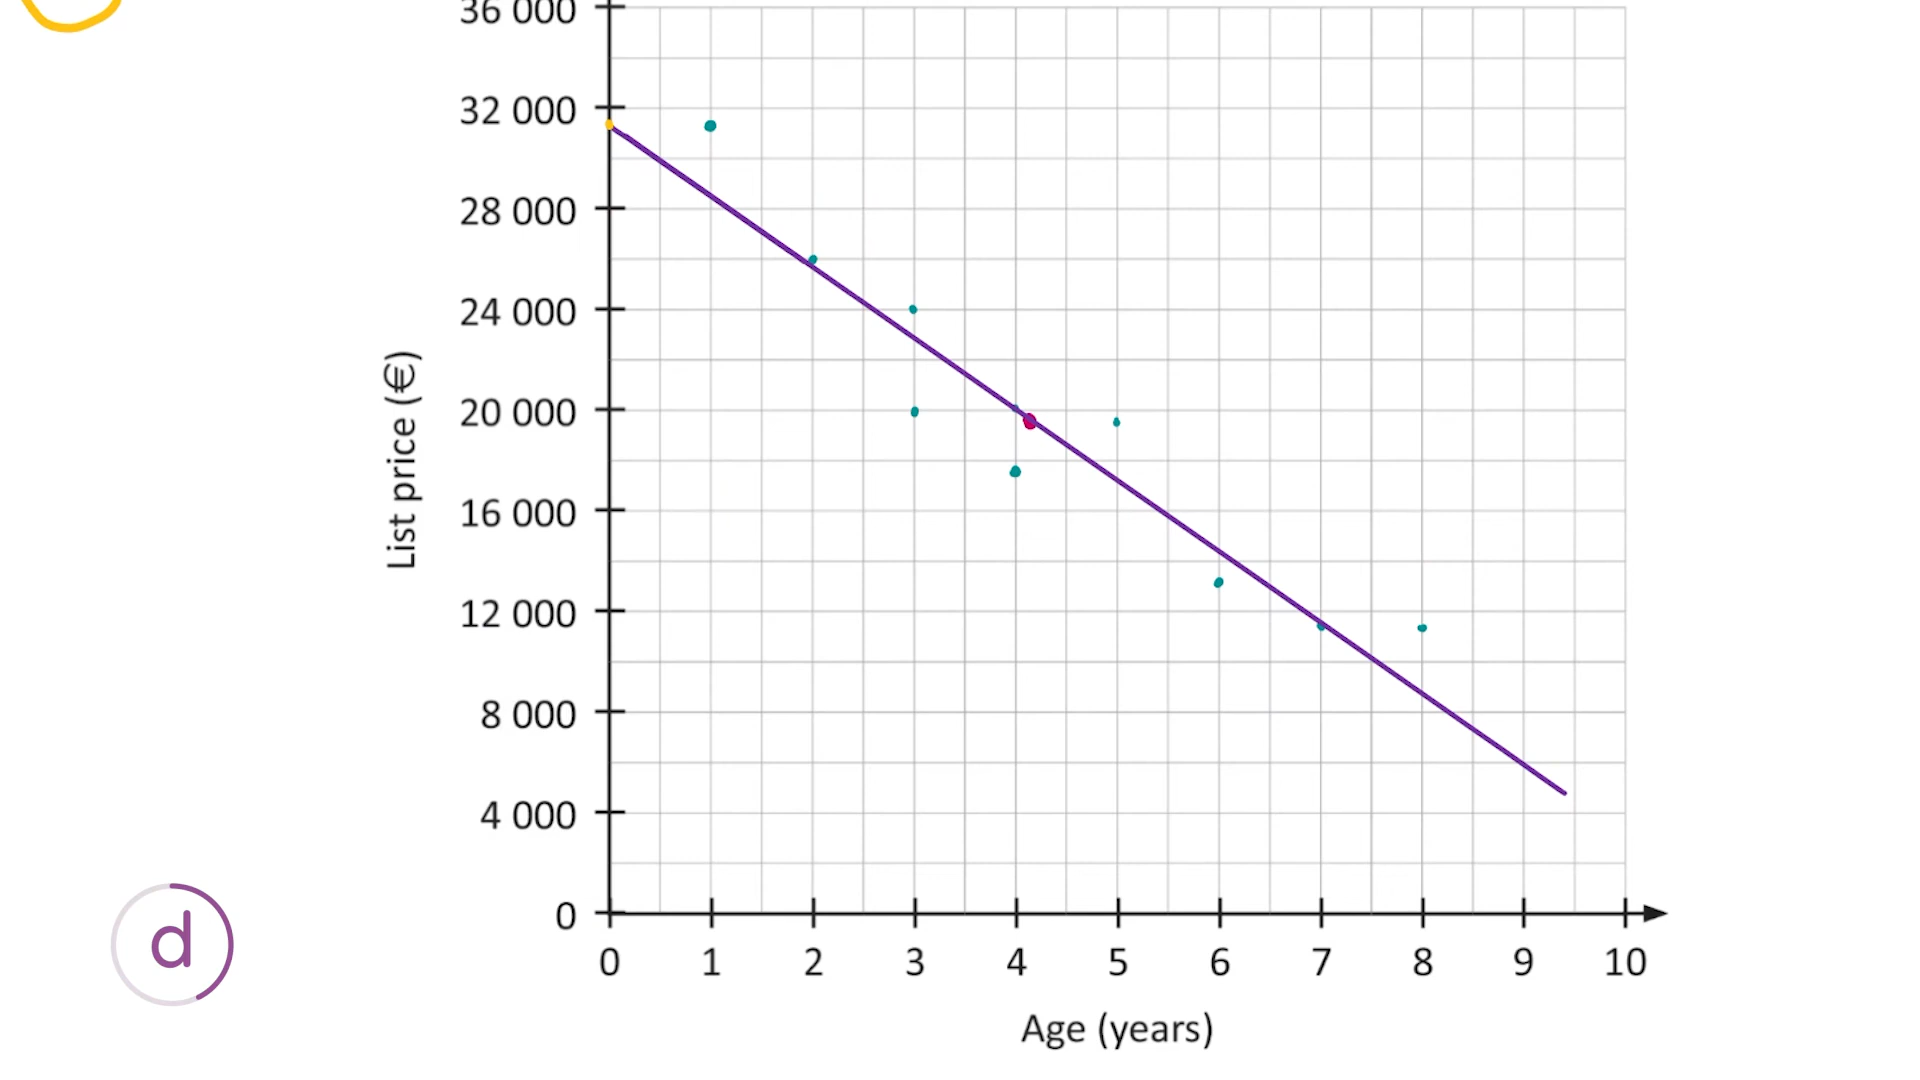 36 000
32 000
28 000
24 000
20 000
16 000
12 000
8 000
4 000
0
List price (€)
0 1 2 3 4 5 6 7 8 9 10
Age (years)
d